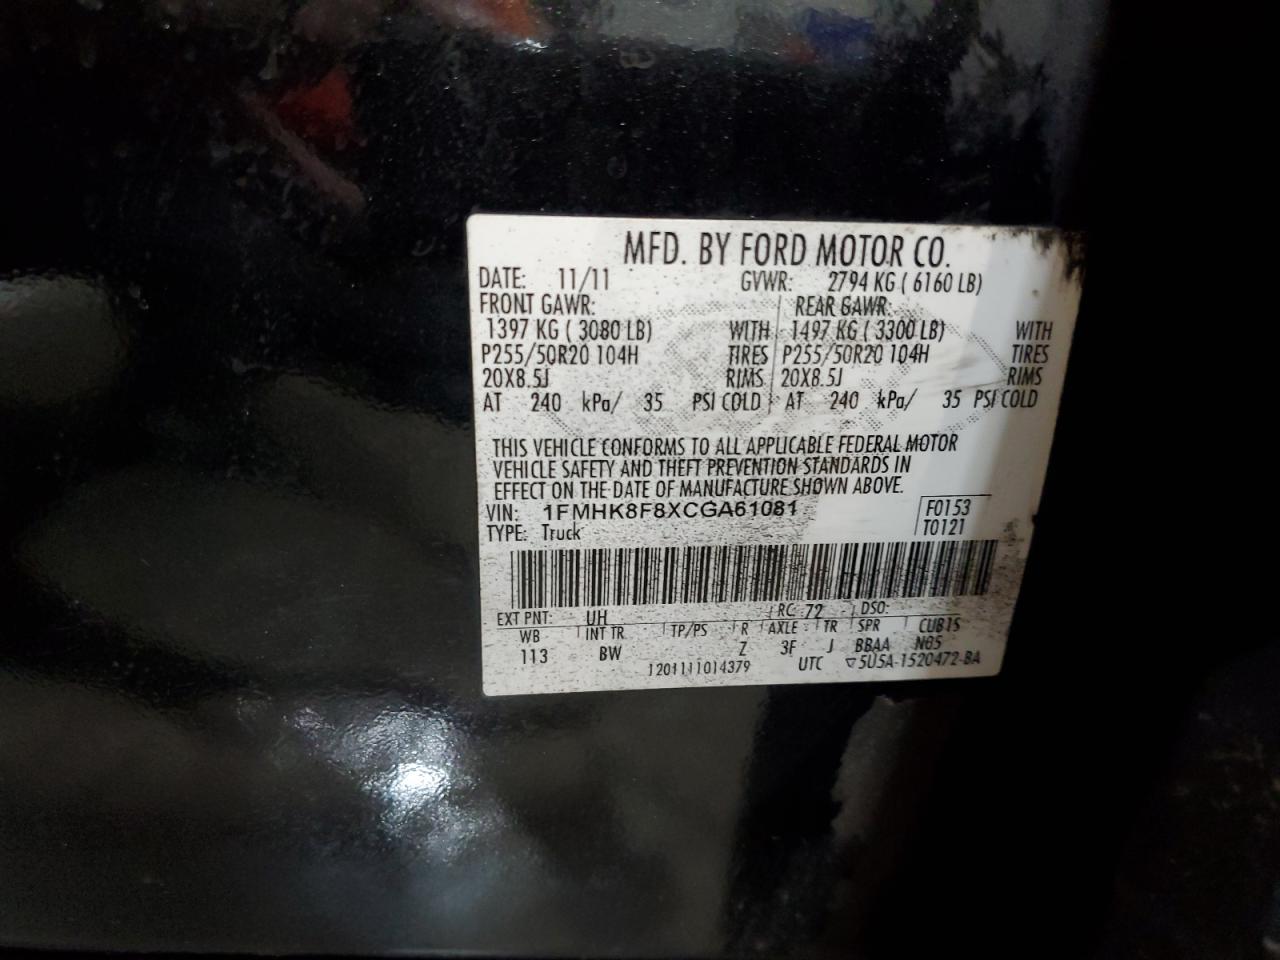 MFD. BY FORD MOTOR CO.
DATE: 11/11 GVWR: 2794 KG ( 6160 LB)
FRONT GAWR: REAR GAWR:
1397 KG ( 3080 LB) WITH 1497 KG ( 3300 LB) WITH
P255/50R20 104H TIRES P255/50R20 104H TIRES
20X8.5J RIMS 20X8.5J RIMS
AT 240 kPa/ 35 PSI COLD AT 240 kPa/ 35 PSI COLD
THIS VEHICLE CONFORMS TO ALL APPLICABLE FEDERAL MOTOR
VEHICLE SAFETY AND THEFT PREVENTION STANDARDS IN
EFFECT ON THE DATE OF MANUFACTURE SHOWN ABOVE.
VIN: 1FMHK8F8XCGA61081 F0153
TYPE: Truck T0121
EXT PNT: UH RC: 72 DSO:
WB INT TR TP/PS R AXLE TR SPR CUB1S
113 BW Z 3F J BBAA N05
1201111014379 UTC ▽5U5A-1520472-BA